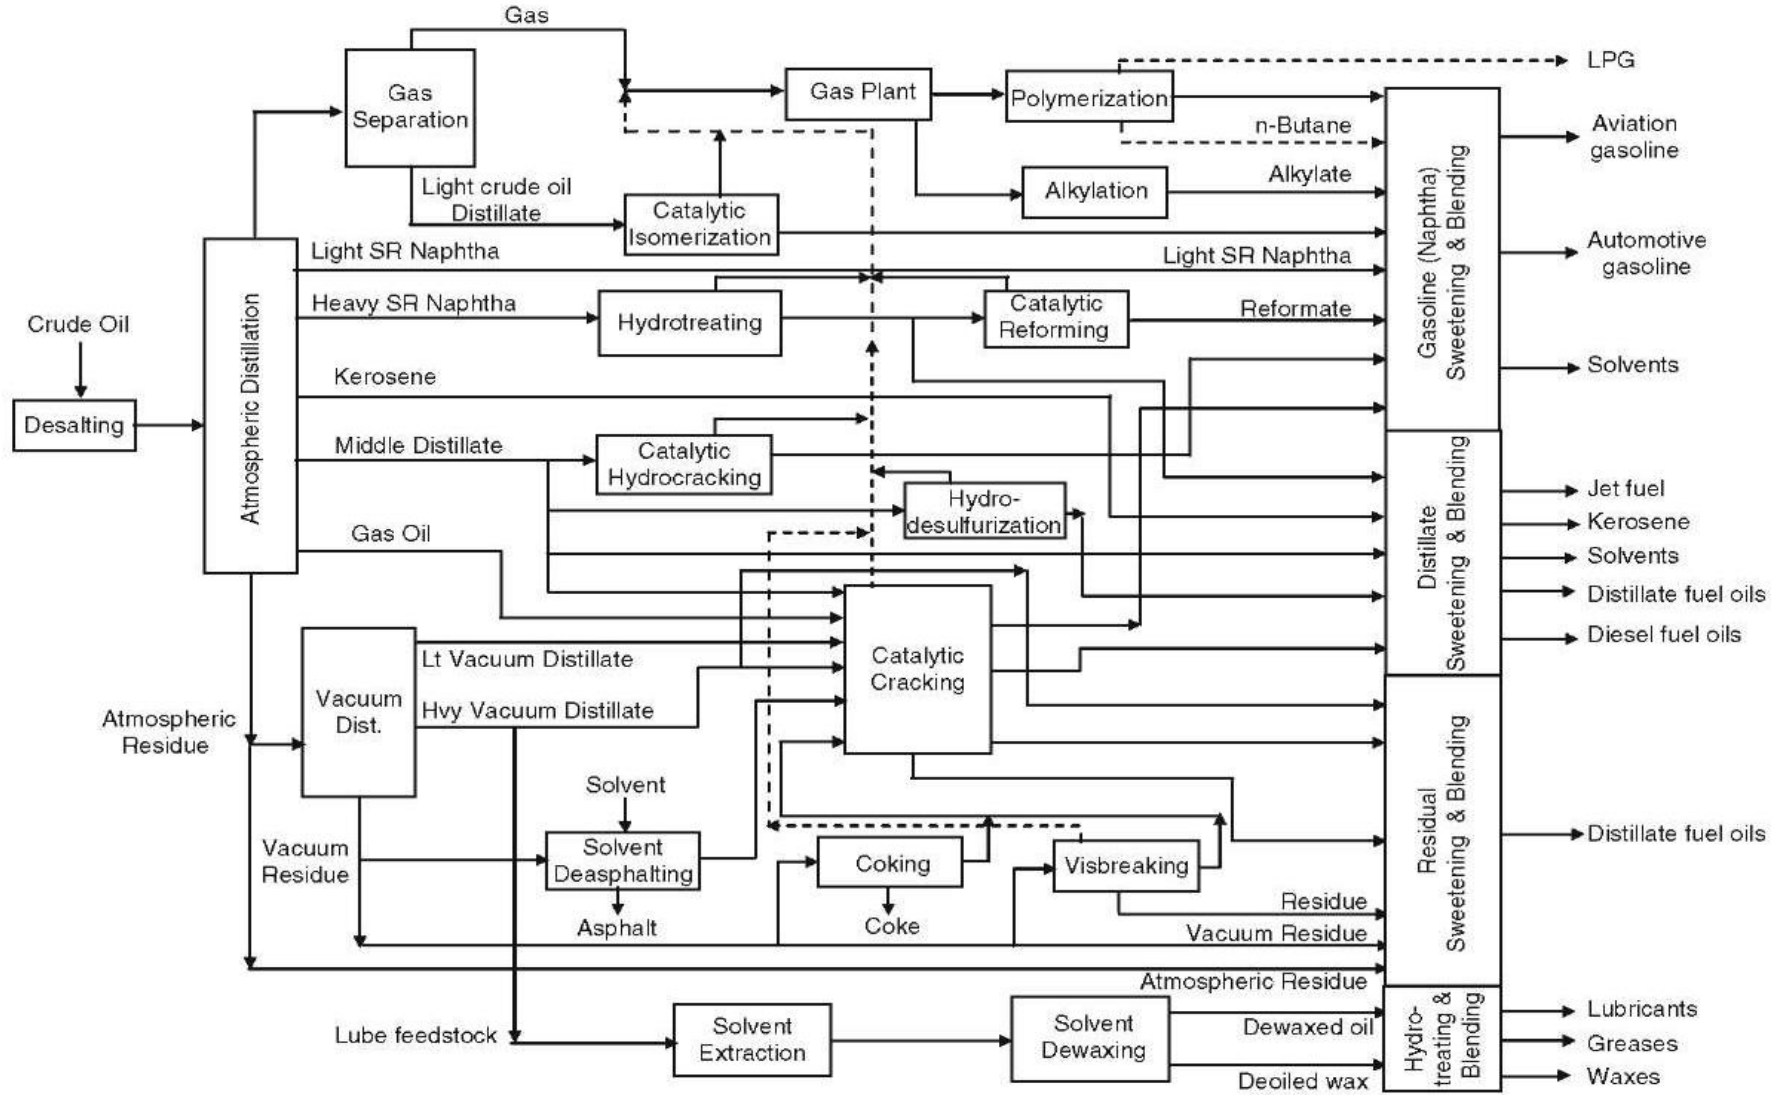 Gas
Gas
Separation
Gas Plant
Polymerization
LPG
n-Butane
Aviation
gasoline
Light crude oil
Distillate
Catalytic
Isomerization
Alkylation
Alkylate
Gasoline (Naphtha)
Sweetening & Blending
Automotive
gasoline
Light SR Naphtha
Light SR Naphtha
Heavy SR Naphtha
Hydrotreating
Catalytic
Reforming
Reformate
Solvents
Crude Oil
Desalting
Atmospheric Distillation
Kerosene
Middle Distillate
Catalytic
Hydrocracking
Hydro-
desulfurization
Distillate
Sweetening & Blending
Jet fuel
Kerosene
Solvents
Distillate fuel oils
Diesel fuel oils
Gas Oil
Catalytic
Cracking
Lt Vacuum Distillate
Vacuum
Dist.
Hvy Vacuum Distillate
Atmospheric
Residue
Solvent
Solvent
Deasphalting
Asphalt
Vacuum
Residue
Coking
Coke
Visbreaking
Residue
Vacuum Residue
Atmospheric Residue
Residual
Sweetening & Blending
Distillate fuel oils
Lube feedstock
Solvent
Extraction
Solvent
Dewaxing
Dewaxed oil
Deoiled wax
Hydro-
treating &
Blending
Lubricants
Greases
Waxes